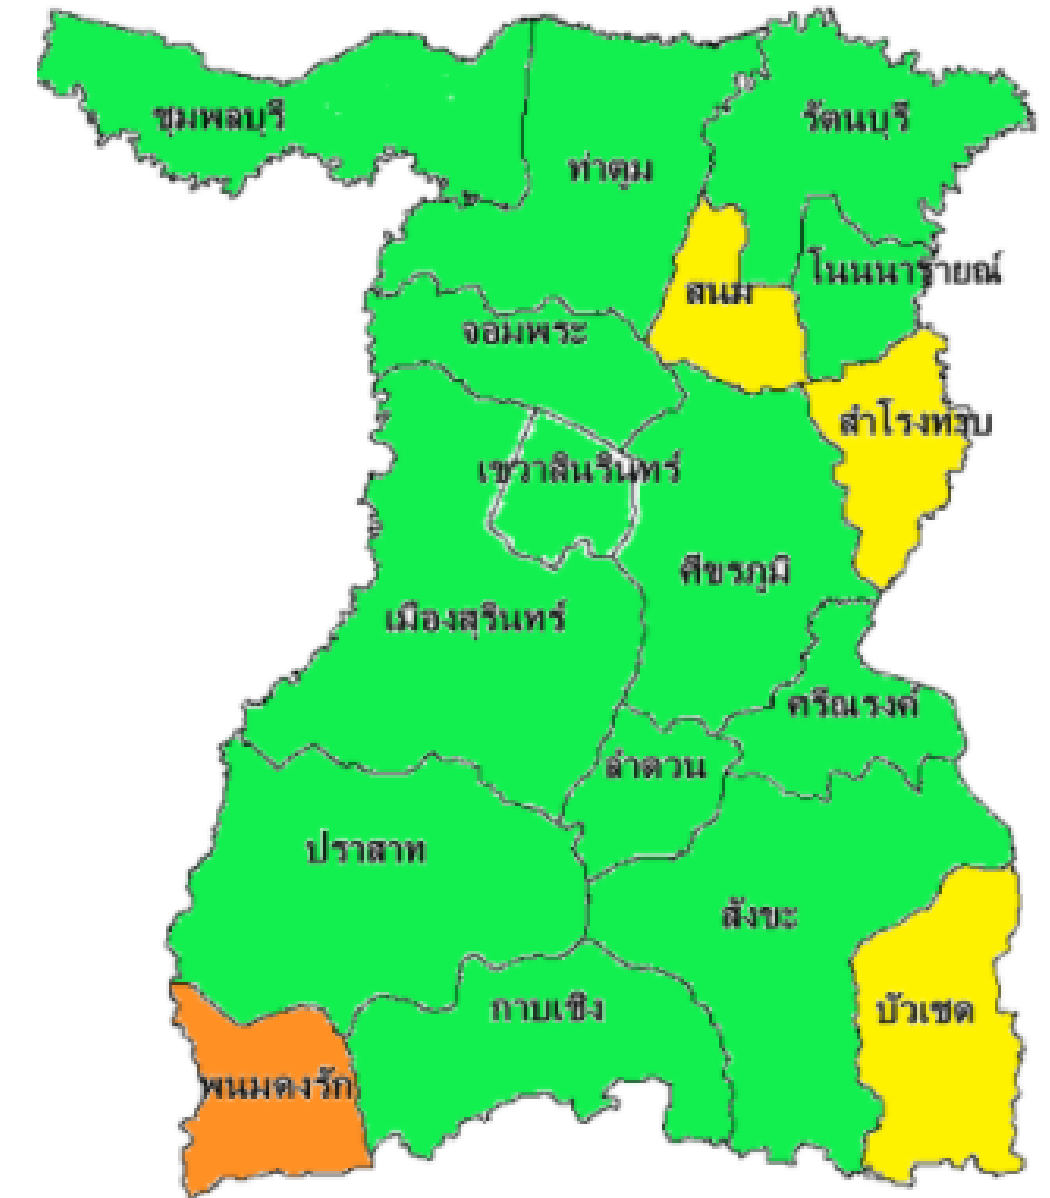 ชุมพลบุรี
รัตนบุรี
ท่าตูม
โนนนารายณ์
สนม
จอมพระ
สำโรงทาบ
เขวาสินรินทร์
ศีขรภูมิ
เมืองสุรินทร์
ศรีณรงค์
ลำดวน
ปราสาท
สังขะ
กาบเชิง
บัวเชด
พนมดงรัก